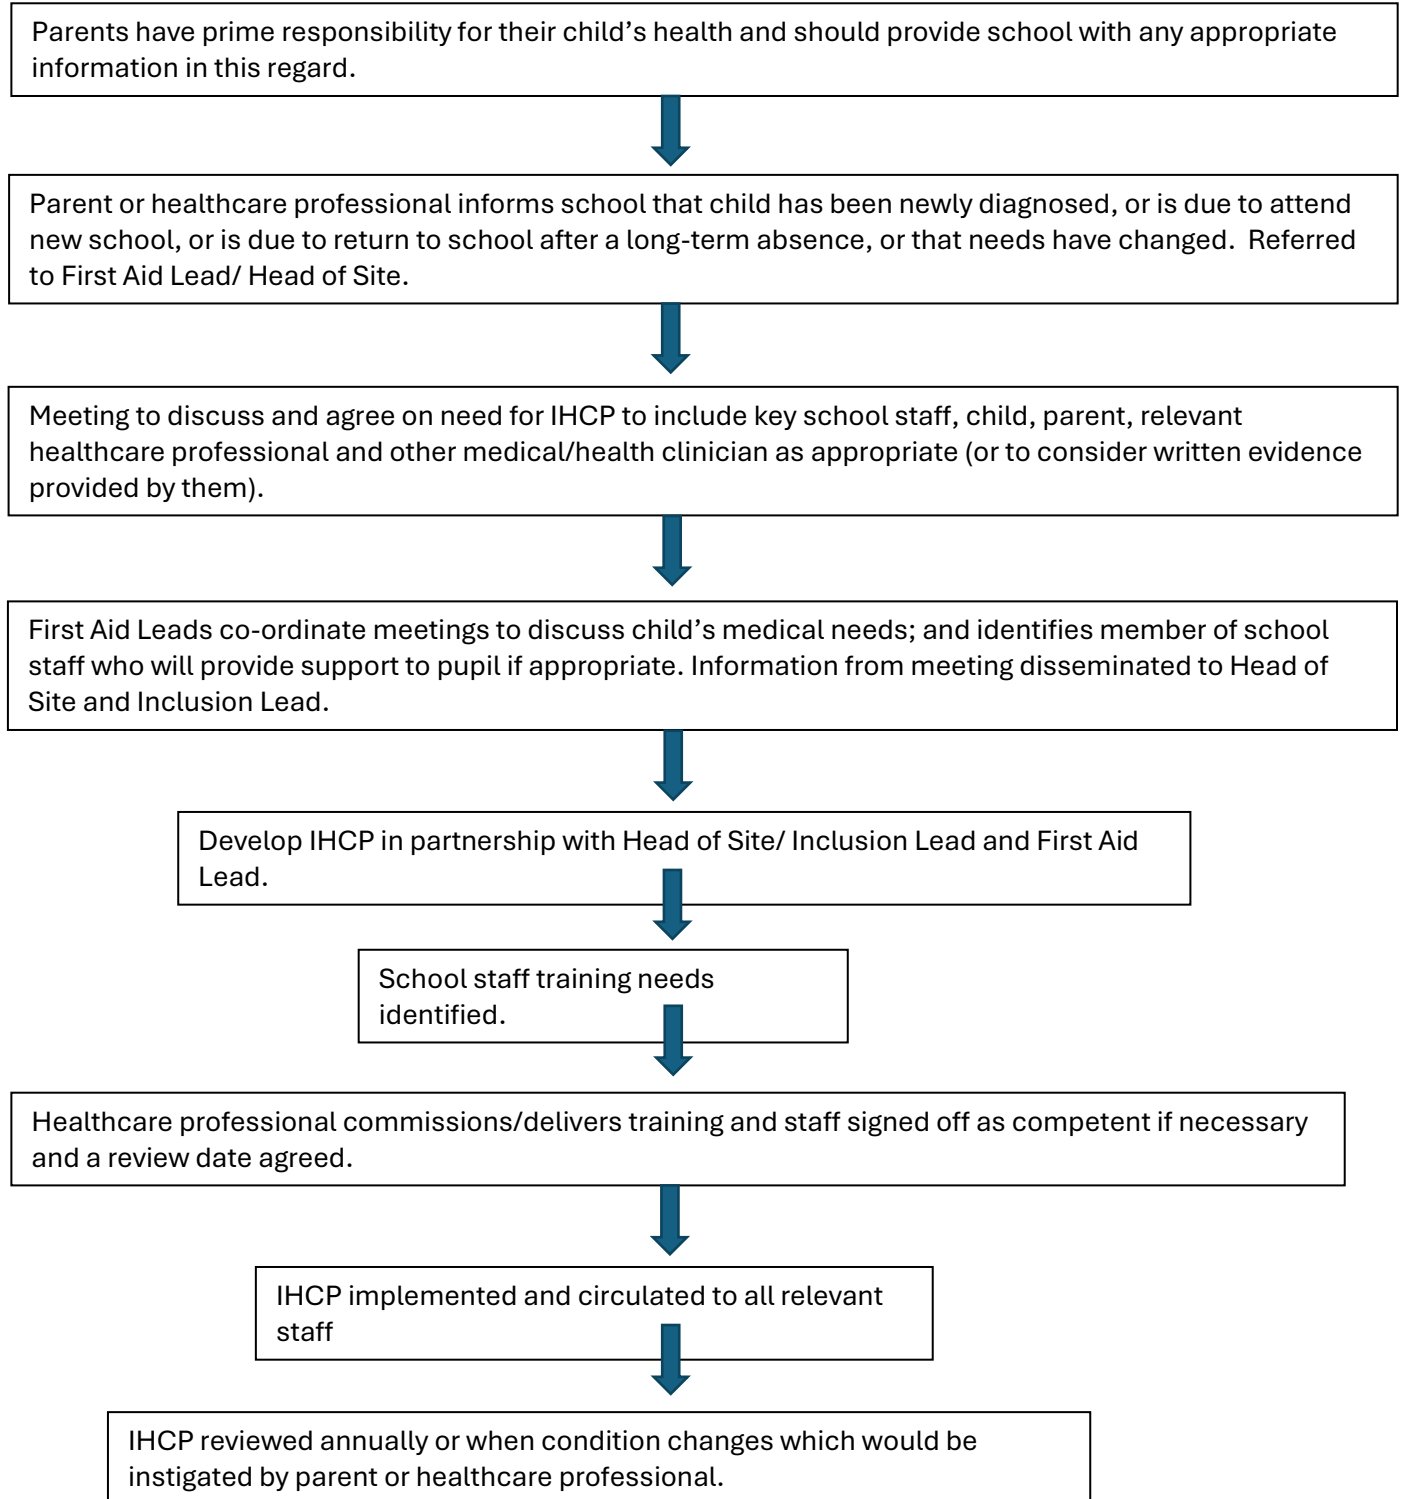 Parents have prime responsibility for their child’s health and should provide school with any appropriate
information in this regard.
Parent or healthcare professional informs school that child has been newly diagnosed, or is due to attend
new school, or is due to return to school after a long-term absence, or that needs have changed.  Referred
to First Aid Lead/ Head of Site.
Meeting to discuss and agree on need for IHCP to include key school staff, child, parent, relevant
healthcare professional and other medical/health clinician as appropriate (or to consider written evidence
provided by them).
First Aid Leads co-ordinate meetings to discuss child’s medical needs; and identifies member of school
staff who will provide support to pupil if appropriate. Information from meeting disseminated to Head of
Site and Inclusion Lead.
Develop IHCP in partnership with Head of Site/ Inclusion Lead and First Aid
Lead.
School staff training needs
identified.
Healthcare professional commissions/delivers training and staff signed off as competent if necessary
and a review date agreed.
IHCP implemented and circulated to all relevant
staff
IHCP reviewed annually or when condition changes which would be
instigated by parent or healthcare professional.